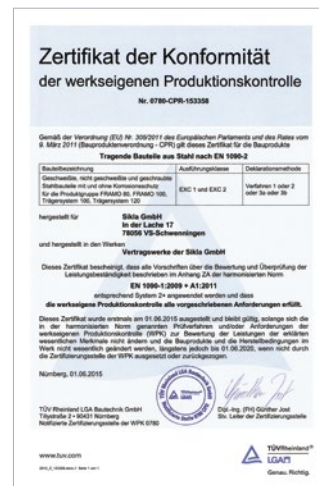 Zertifikat der Konformität
der werkseigenen Produktionskontrolle
Nr. 0780-CPR-153358
Gemäß der Verordnung (EU) Nr. 305/2011 des Europäischen Parlaments und des Rates vom
9. März 2011 (Bauproduktenverordnung - CPR) gilt dieses Zertifikat für die Bauprodukte
Tragende Bauteile aus Stahl nach EN 1090-2
Bauteilbezeichnung Ausführungsklasse Deklarationsmethode
Geschweißte, nicht geschweißte und geschraubte
Stahlbauteile mit und ohne Korrosionsschutz
für die Produktgruppe FRAMO 80, FRAMO 100,
Trägersystem 100, Trägersystem 120
EXC 1 und EXC 2
Verfahren 1 oder 2
oder 3a oder 3b
hergestellt für Sikla GmbH
In der Lache 17
78056 VS-Schwenningen
und hergestellt in den Werken
Vertragswerke der Sikla GmbH
Dieses Zertifikat bescheinigt, dass alle Vorschriften über die Bewertung und Überprüfung der
Leistungsbeständigkeit beschrieben im Anhang ZA der harmonisierten Norm
EN 1090-1:2009 + A1:2011
entsprechend System 2+ angewendet werden und dass
die werkseigene Produktionskontrolle alle vorgeschriebenen Anforderungen erfüllt.
Dieses Zertifikat wurde erstmals am 01.06.2015 ausgestellt und bleibt gültig, solange sich die
in der harmonisierten Norm genannten Prüfverfahren und/oder Anforderungen der
werkseigenen Produktionskontrolle (WPK) zur Bewertung der Leistungen der erklärten
wesentlichen Merkmale nicht ändern und die Bauprodukte und die Herstellbedingungen im
Werk nicht wesentlich geändert werden, längstens jedoch bis 01.06.2020, wenn nicht durch
die Zertifizierungsstelle der WPK ausgesetzt oder zurückgezogen.
Nürnberg, 01.06.2015
TÜV Rheinland LGA Bautechnik GmbH
Tillystraße 2 • 90431 Nürnberg
Notifizierte Zertifizierungsstelle der WPK 0780
Dipl.-Ing. (FH) Günther Jost
Stv. Leiter der Zertifizierungsstelle
www.tuv.com
TÜVRheinland®
LGA
Genau. Richtig.